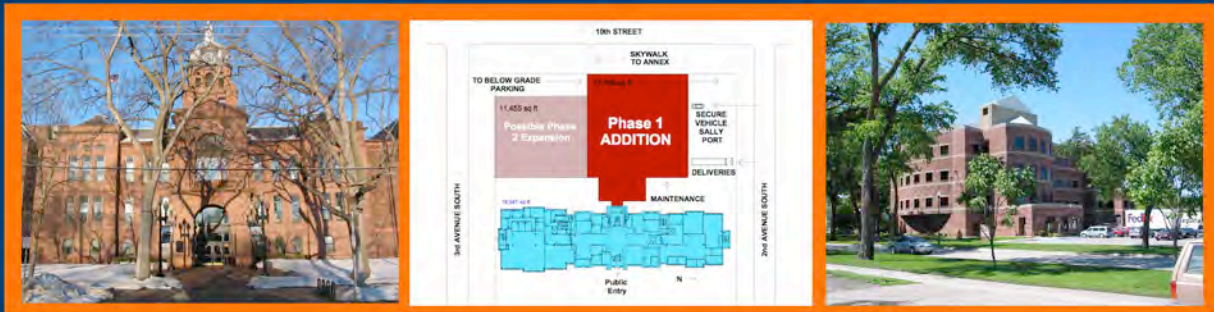 10th STREET
SKYWALK
TO ANNEX
TO BELOW GRADE
PARKING
11,455 sq ft
Possible Phase
2 Expansion
Phase 1
ADDITION
SECURE
VEHICLE
SALLY
PORT
DELIVERIES
MAINTENANCE
3rd AVENUE SOUTH
2nd AVENUE SOUTH
Public
Entry
N
FedEx